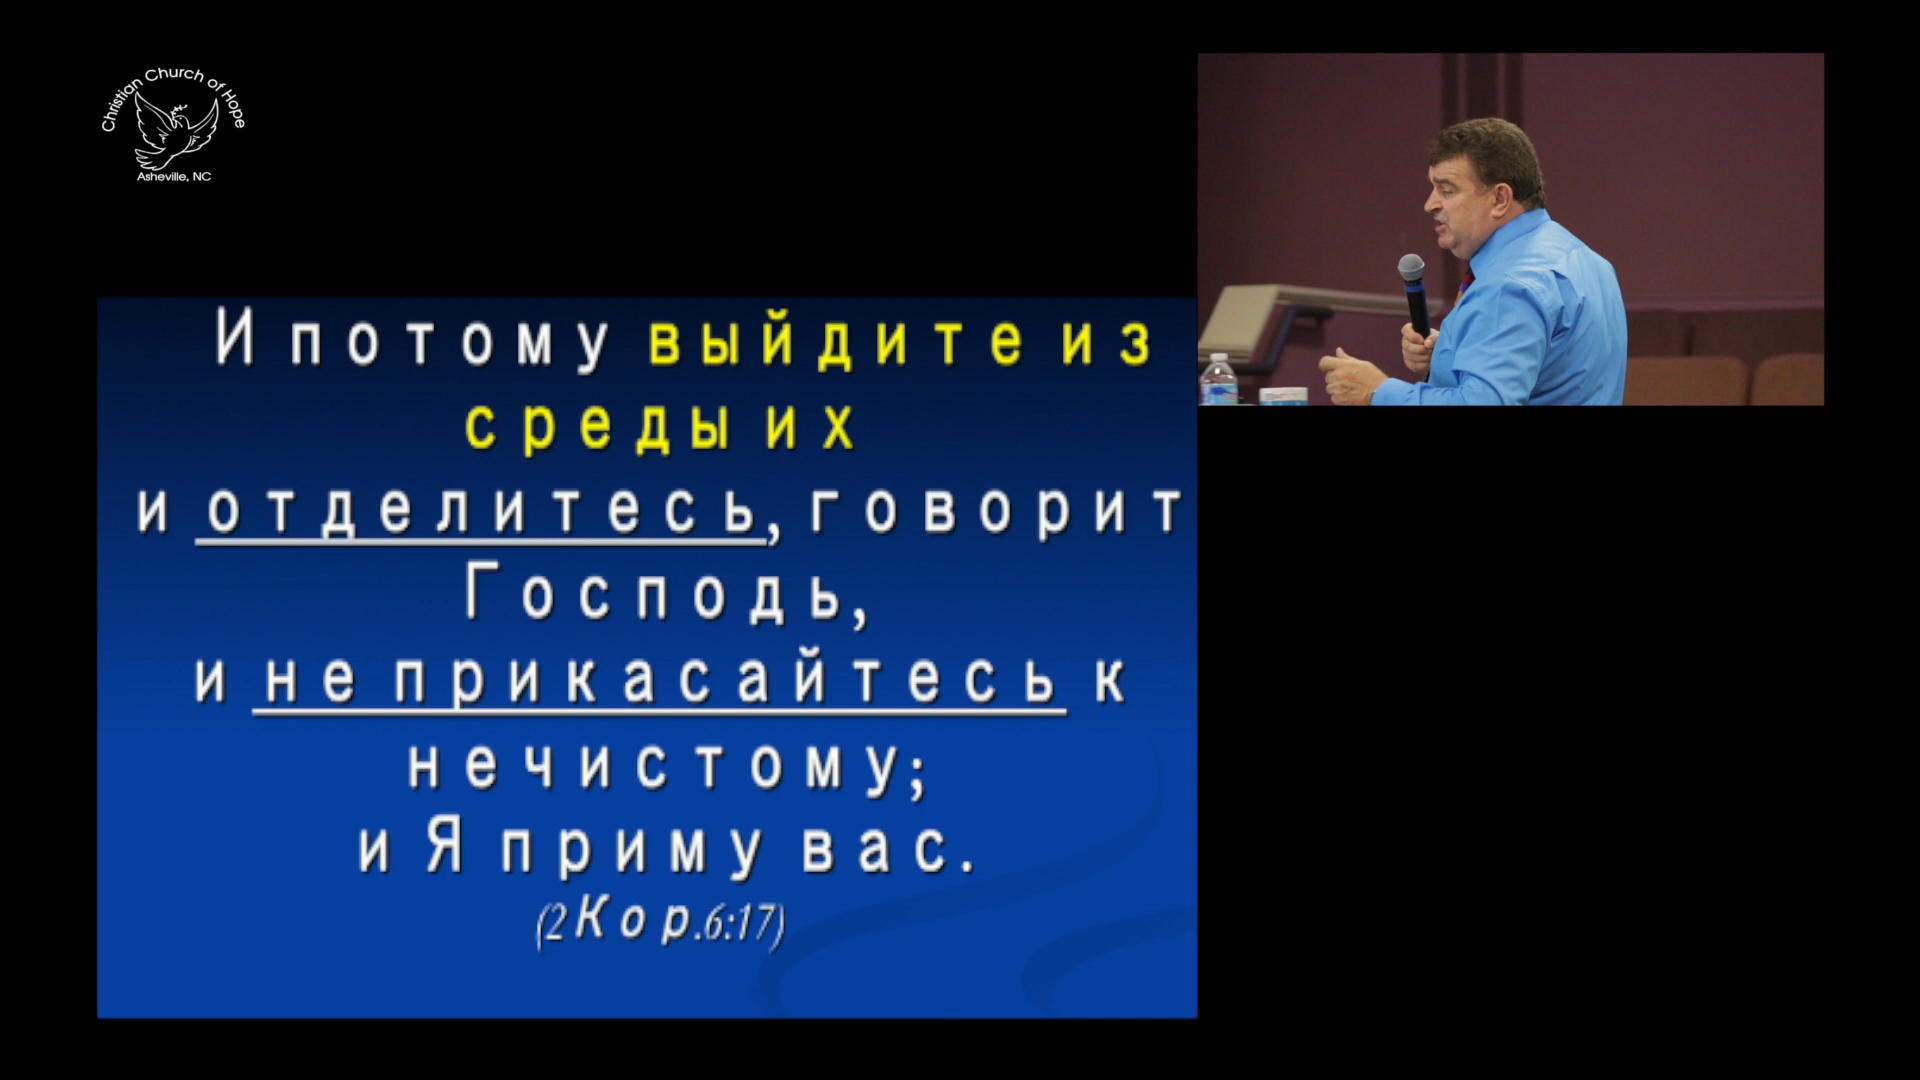 Christian Church of Hope
Asheville, NC
И потому выйдите из
среды их
и отделитесь, говорит
Господь,
и не прикасайтесь к
нечистому;
и Я приму вас.
(2 Кор.6:17)